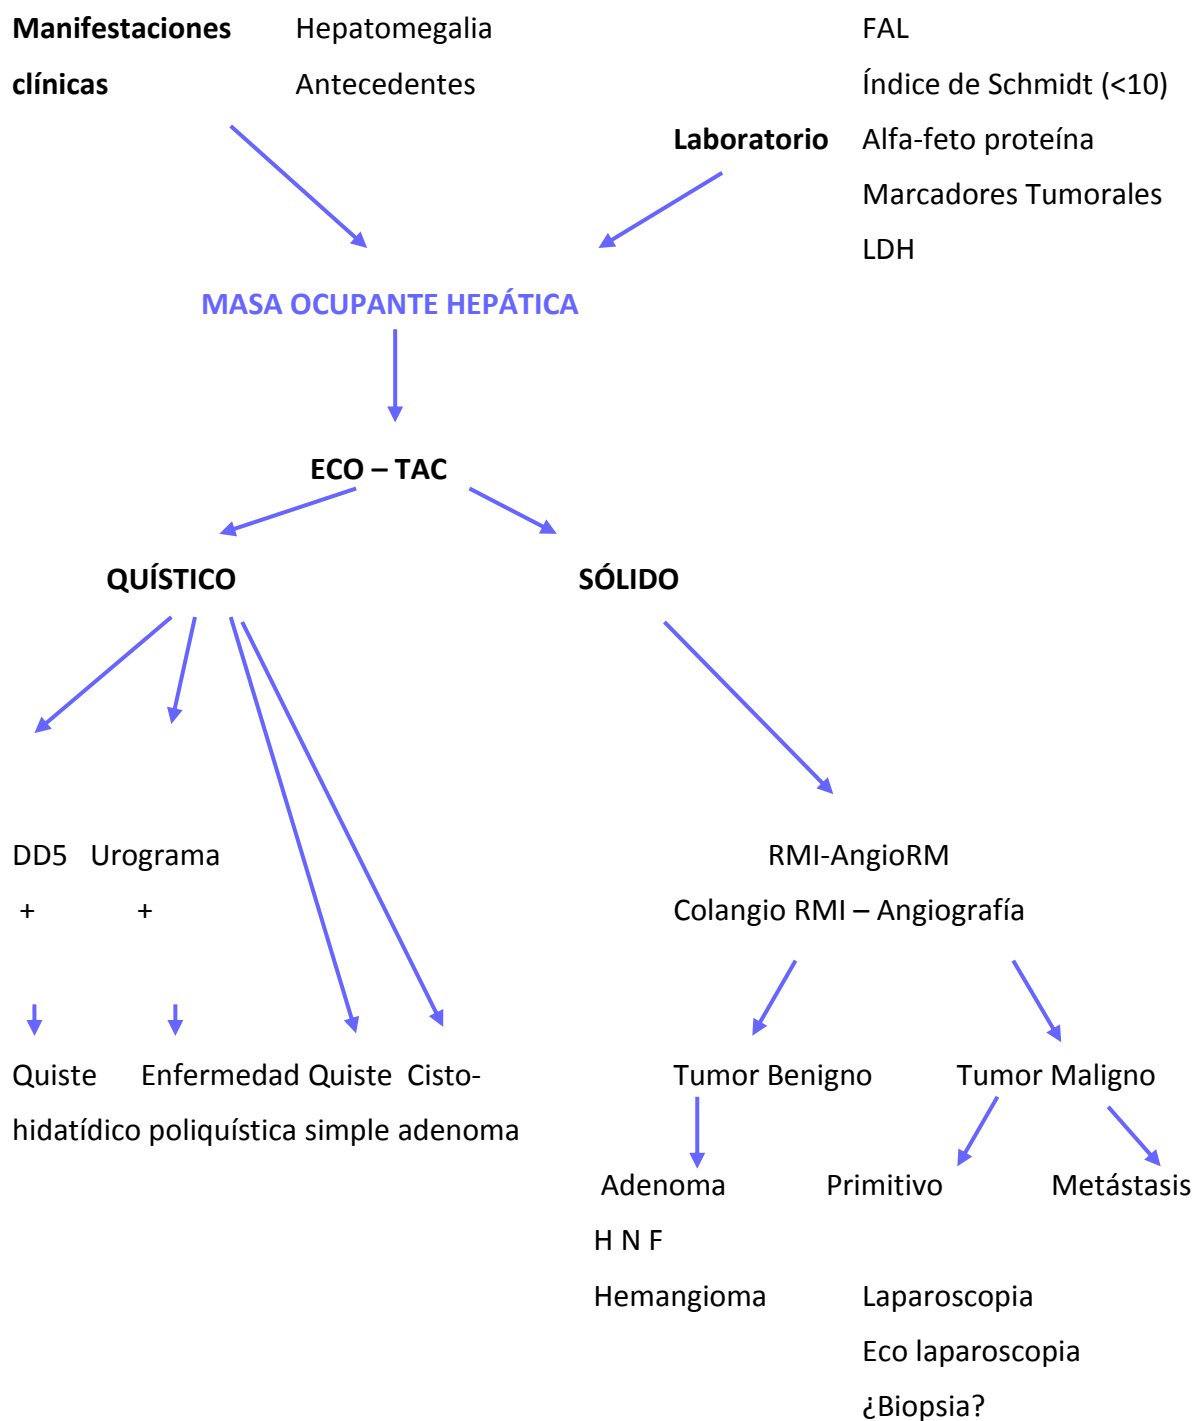 Manifestaciones Hepatomegalia FAL
clínicas Antecedentes Índice de Schmidt (<10)
Laboratorio Alfa-feto proteína
Marcadores Tumorales
LDH
MASA OCUPANTE HEPÁTICA
ECO – TAC
QUÍSTICO SÓLIDO
DD5 Urograma RMI-AngioRM
+ + Colangio RMI – Angiografía
Quiste Enfermedad Quiste Cisto- Tumor Benigno Tumor Maligno
hidatídico poliquística simple adenoma
Adenoma Primitivo Metástasis
H N F
Hemangioma Laparoscopia
Eco laparoscopia
¿Biopsia?